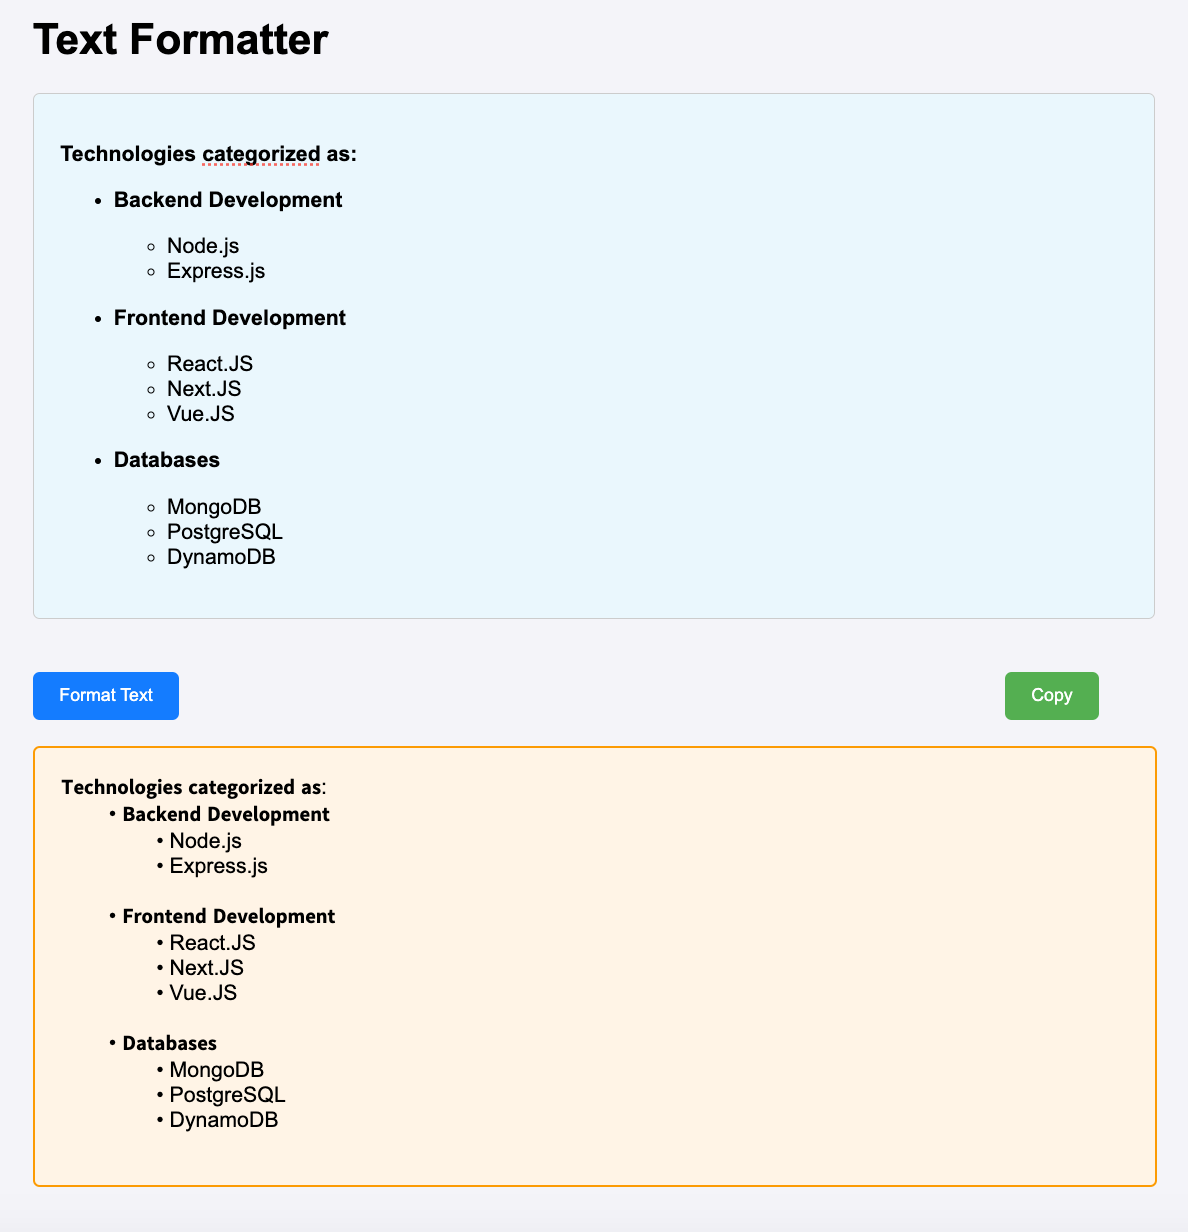 Text Formatter
Technologies categorized as:
• Backend Development
◦ Node.js
◦ Express.js
• Frontend Development
◦ React.JS
◦ Next.JS
◦ Vue.JS
• Databases
◦ MongoDB
◦ PostgreSQL
◦ DynamoDB
Format Text
Copy
Technologies categorized as:
• Backend Development
• Node.js
• Express.js
• Frontend Development
• React.JS
• Next.JS
• Vue.JS
• Databases
• MongoDB
• PostgreSQL
• DynamoDB